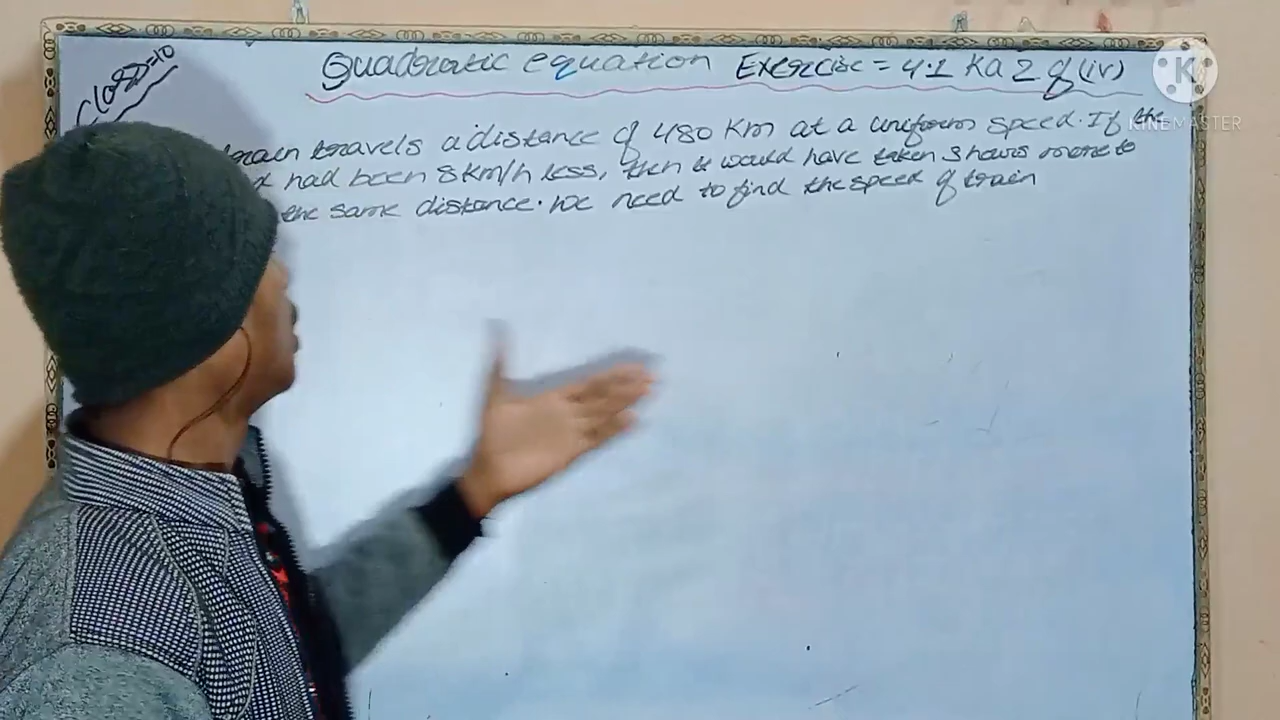 Class=10
Quadratic equation Exercise = 4.1 Ka 2 Q (iv)
train travels a distance of 480 Km at a uniform speed. If the
had been 8 km/h less, then it would have taken 3 hours more to
the same distance. We need to find the speed of train
K
KINEMASTER